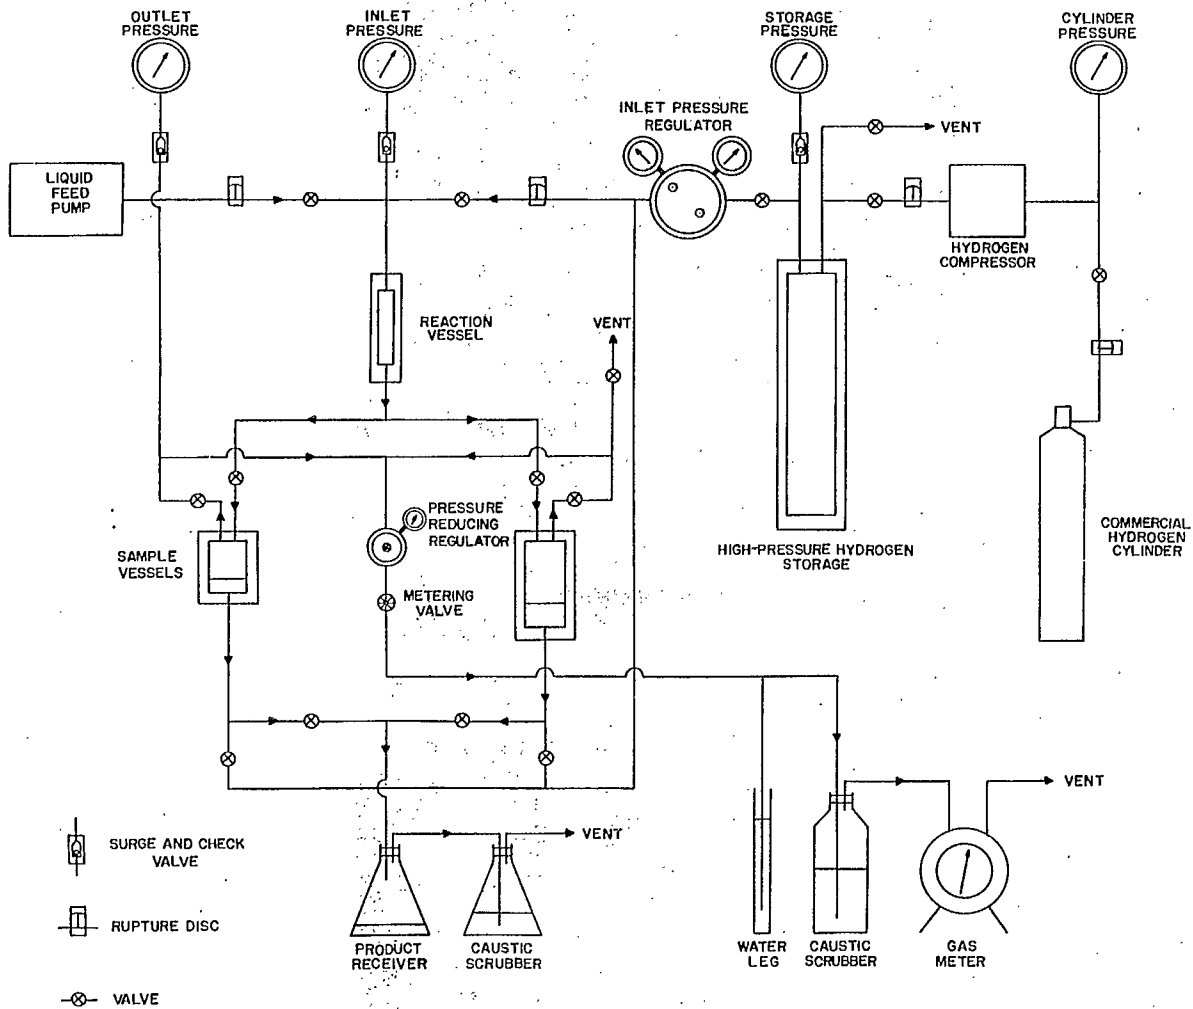 OUTLET
PRESSURE
INLET
PRESSURE
STORAGE
PRESSURE
CYLINDER
PRESSURE
INLET PRESSURE
REGULATOR
VENT
LIQUID
FEED
PUMP
HYDROGEN
COMPRESSOR
REACTION
VESSEL
VENT
PRESSURE
REDUCING
REGULATOR
SAMPLE
VESSELS
METERING
VALVE
HIGH-PRESSURE HYDROGEN
STORAGE
COMMERCIAL
HYDROGEN
CYLINDER
VENT
VENT
SURGE AND CHECK
VALVE
RUPTURE DISC
VALVE
PRODUCT
RECEIVER
CAUSTIC
SCRUBBER
WATER
LEG
CAUSTIC
SCRUBBER
GAS
METER